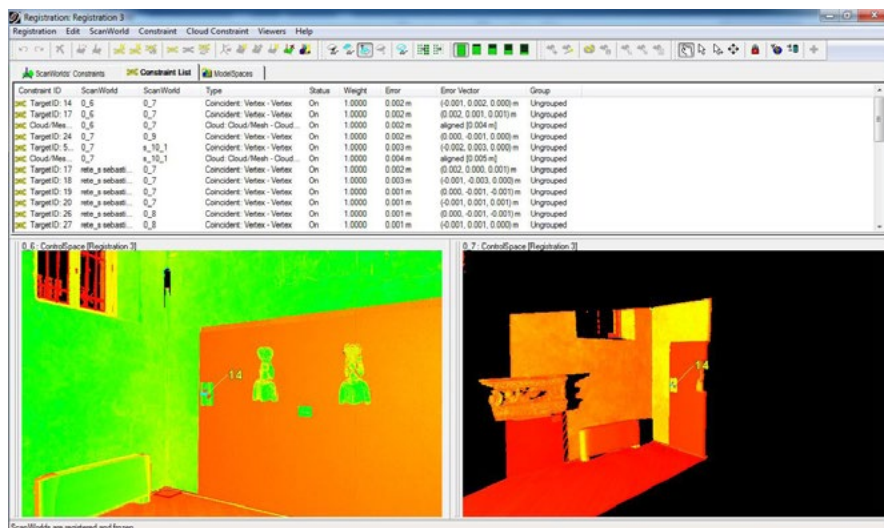 Registration: Registration 3
Registration Edit ScanWorld Constraint Cloud Constraint Viewers Help
ScanWorlds' Constraints Constraint List ModelSpaces
Constraint ID ScanWorld ScanWorld Type Status Weight Error Error Vector Group
TargetID: 14 0_6 0_7 Coincident: Vertex - Vertex On 1.0000 0.002 m (-0.001, 0.002, 0.000) m Ungrouped
TargetID: 17 0_6 0_7 Coincident: Vertex - Vertex On 1.0000 0.002 m (0.002, 0.001, 0.001) m Ungrouped
Cloud/Mes... 0_6 0_7 Cloud: Cloud/Mesh - Cloud... On 1.0000 0.002 m aligned [0.004 m] Ungrouped
TargetID: 24 0_7 0_9 Coincident: Vertex - Vertex On 1.0000 0.002 m (0.000, -0.001, 0.000) m Ungrouped
TargetID: 5... 0_7 s_10_1 Coincident: Vertex - Vertex On 1.0000 0.003 m (-0.002, 0.003, 0.000) m Ungrouped
Cloud/Mes... 0_7 s_10_1 Cloud: Cloud/Mesh - Cloud... On 1.0000 0.004 m aligned [0.005 m] Ungrouped
TargetID: 17 rete_s sebasti... 0_7 Coincident: Vertex - Vertex On 1.0000 0.002 m (0.002, 0.000, 0.001) m Ungrouped
TargetID: 18 rete_s sebasti... 0_7 Coincident: Vertex - Vertex On 1.0000 0.003 m (-0.001, -0.003, 0.000) m Ungrouped
TargetID: 19 rete_s sebasti... 0_7 Coincident: Vertex - Vertex On 1.0000 0.001 m (0.000, -0.001, -0.001) m Ungrouped
TargetID: 20 rete_s sebasti... 0_7 Coincident: Vertex - Vertex On 1.0000 0.001 m (-0.001, 0.001, 0.001) m Ungrouped
TargetID: 26 rete_s sebasti... 0_8 Coincident: Vertex - Vertex On 1.0000 0.001 m (0.000, -0.001, -0.001) m Ungrouped
TargetID: 27 rete_s sebasti... 0_8 Coincident: Vertex - Vertex On 1.0000 0.001 m (-0.001, 0.001, 0.000) m Ungrouped
0_6 : ControlSpace [Registration 3] 0_7 : ControlSpace [Registration 3]
14 14
ScanWorlds are registered and frozen